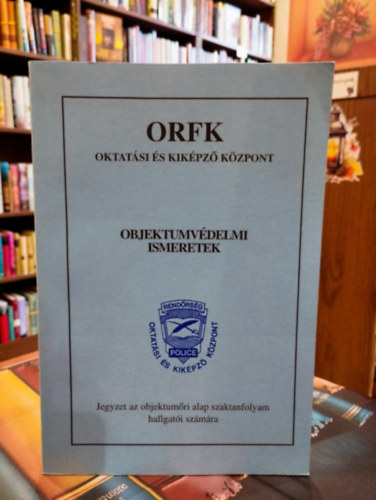 ORFK
OKTATÁSI ÉS KIKÉPZŐ KÖZPONT
OBJEKTUMVÉDELMI
ISMERETEK
RENDŐRSÉG
POLICE
OKTATÁSI ÉS KIKÉPZŐ KÖZPONT
Jegyzet az objektumőri alap szaktanfolyam
hallgatói számára